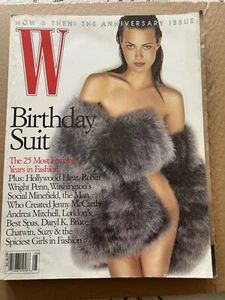 NOW & THEN: THE ANNIVERSARY ISSUE
W
Birthday
Suit
The 25 Most Exciting
Years in Fashion
Plus: Hollywood Heat, Robin
Wright Penn, Washington's
Social Minefield, the Man
Who Created Jenny McCarthy,
Andrea Mitchell, London's
Best Spas, Daryl K, Bruce
Chatwin, Suzy & the
Spiciest Girls in Fashion